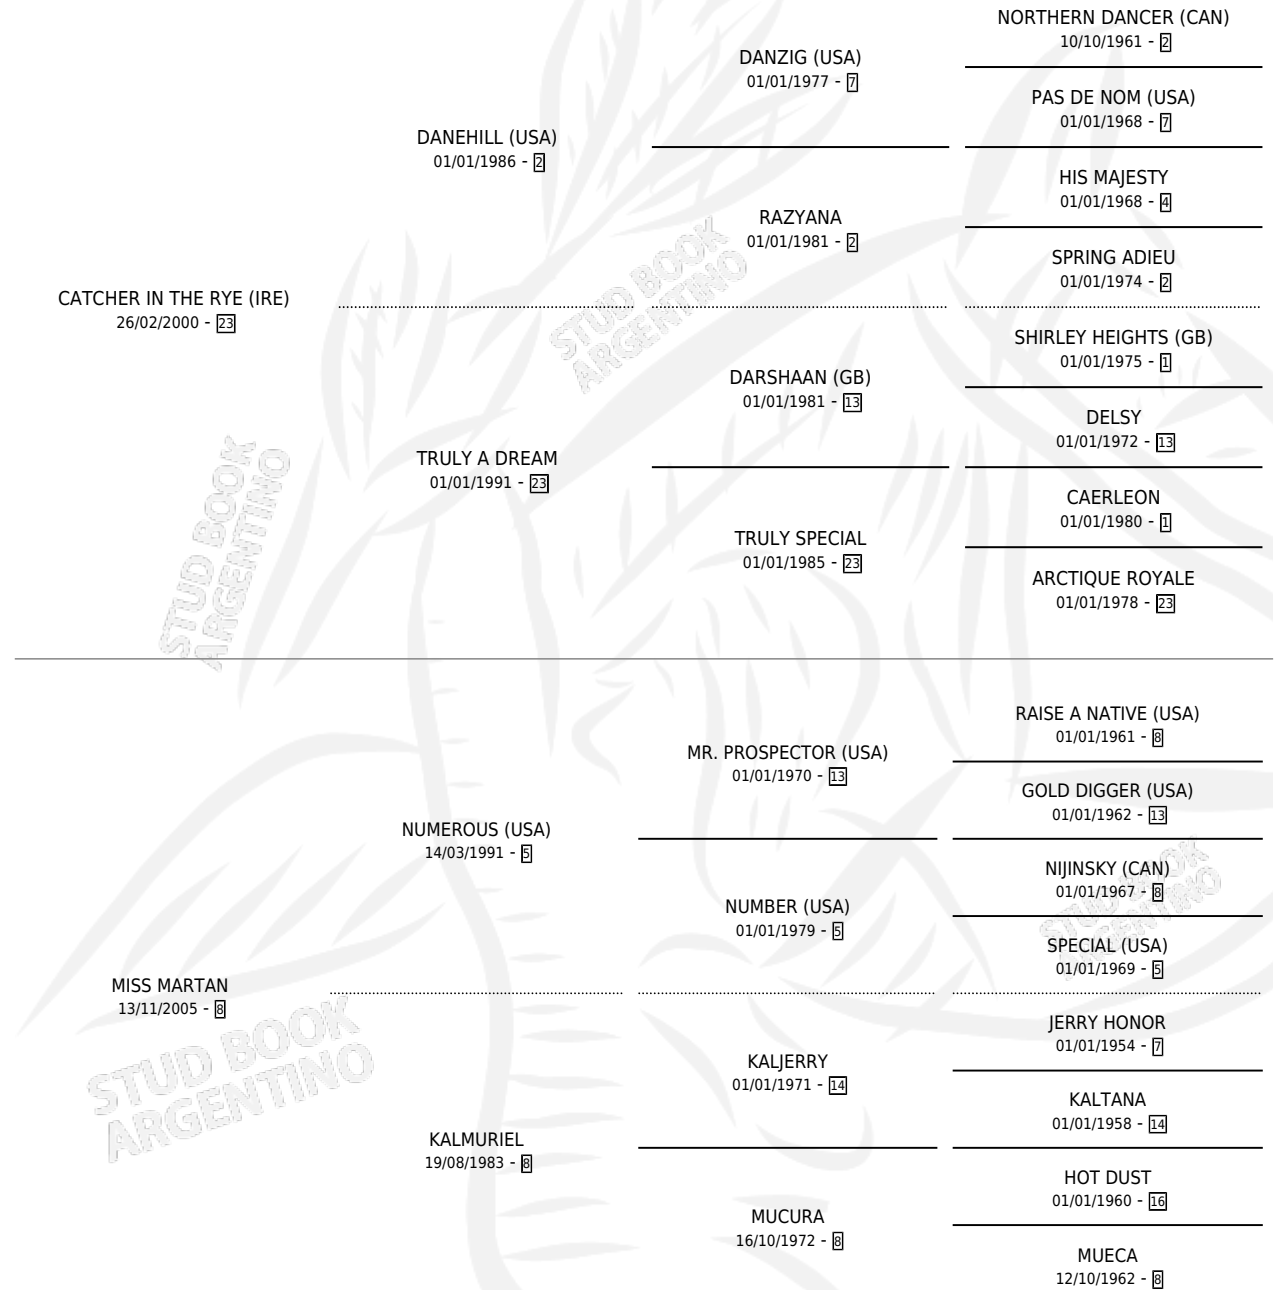 NORTHERN DANCER (CAN)
10/10/1961 - 2
DANZIG (USA)
01/01/1977 - 7
PAS DE NOM (USA)
01/01/1968 - 7
DANEHILL (USA)
01/01/1986 - 2
HIS MAJESTY
01/01/1968 - 4
RAZYANA
01/01/1981 - 2
SPRING ADIEU
01/01/1974 - 2
CATCHER IN THE RYE (IRE)
26/02/2000 - 23
SHIRLEY HEIGHTS (GB)
01/01/1975 - 1
DARSHAAN (GB)
01/01/1981 - 13
DELSY
01/01/1972 - 13
TRULY A DREAM
01/01/1991 - 23
CAERLEON
01/01/1980 - 1
TRULY SPECIAL
01/01/1985 - 23
ARCTIQUE ROYALE
01/01/1978 - 23
RAISE A NATIVE (USA)
01/01/1961 - 8
MR. PROSPECTOR (USA)
01/01/1970 - 13
GOLD DIGGER (USA)
01/01/1962 - 13
NUMEROUS (USA)
14/03/1991 - 5
NIJINSKY (CAN)
01/01/1967 - 8
NUMBER (USA)
01/01/1979 - 5
SPECIAL (USA)
01/01/1969 - 5
MISS MARTAN
13/11/2005 - 8
JERRY HONOR
01/01/1954 - 7
KALJERRY
01/01/1971 - 14
KALTANA
01/01/1958 - 14
KALMURIEL
19/08/1983 - 8
HOT DUST
01/01/1960 - 16
MUCURA
16/10/1972 - 8
MUECA
12/10/1962 - 8
STUD BOOK
ARGENTINO
STUD BOOK
ARGENTINO
STUD BOOK
ARGENTINO
STUD BOOK
ARGENTINO